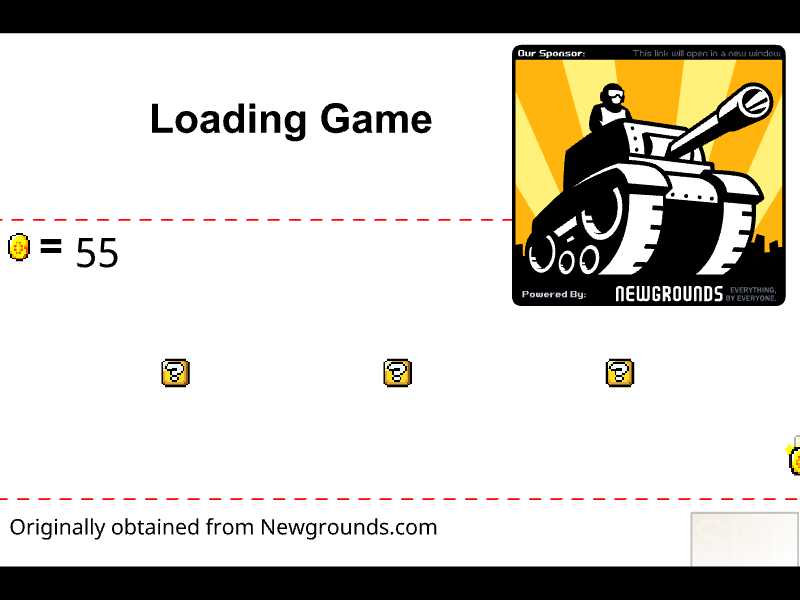 Our Sponsor: This link will open in a new window
Loading Game
= 55
? ? ?
Powered By: NEWGROUNDS EVERYTHING,
BY EVERYONE.
Originally obtained from Newgrounds.com